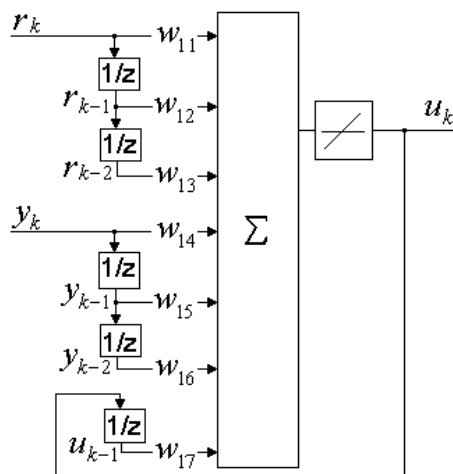 r_k w_11
1/z
r_{k-1} w_12
1/z
r_{k-2} w_13
y_k w_14
1/z
y_{k-1} w_15
1/z
y_{k-2} w_16
1/z
u_{k-1} w_17
Σ
u_k